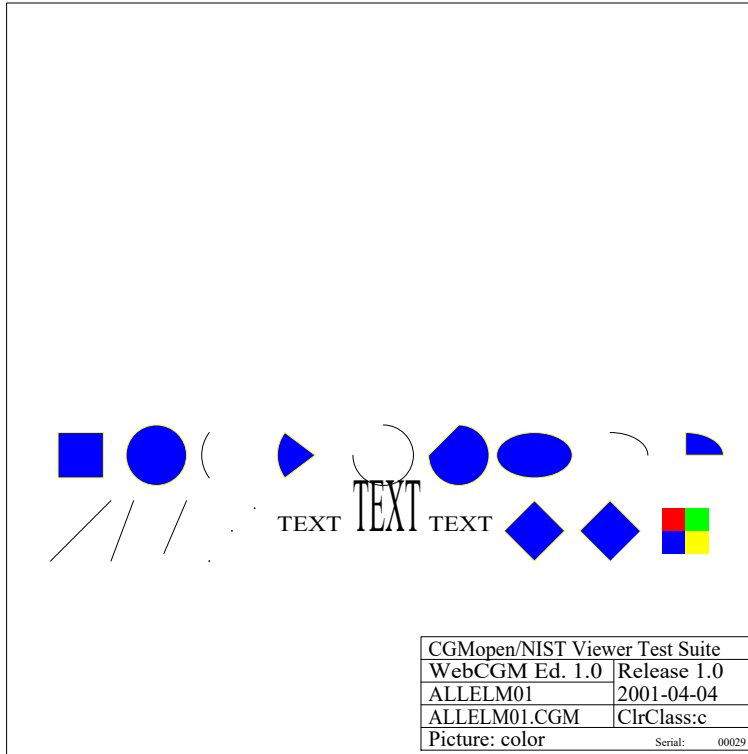 TEXT TEXT TEXT
CGMopen/NIST Viewer Test Suite
WebCGM Ed. 1.0 Release 1.0
ALLELM01 2001-04-04
ALLELM01.CGM ClrClass:c
Picture: color Serial: 00029